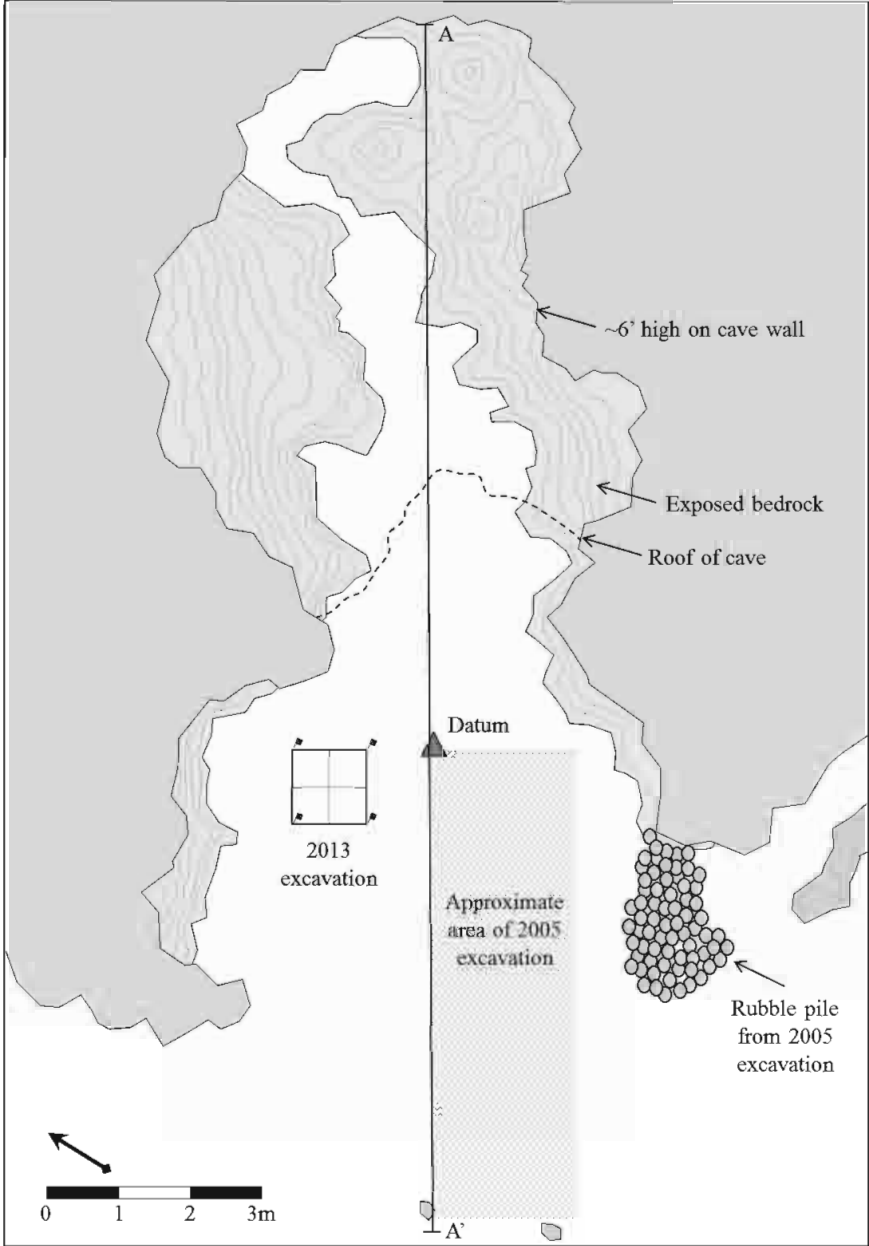 A
~6' high on cave wall
Exposed bedrock
Roof of cave
Datum
2013
excavation
Approximate
area of 2005
excavation
Rubble pile
from 2005
excavation
0 1 2 3m
A'